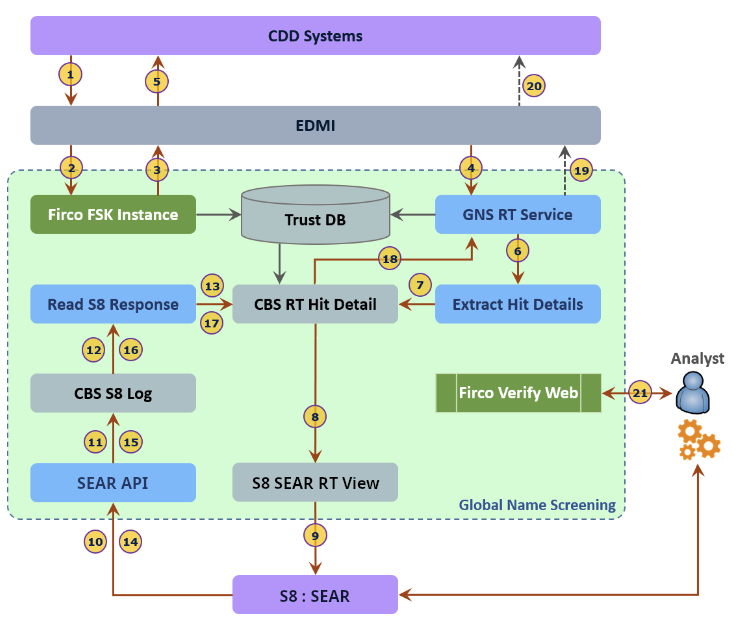 CDD Systems
1
5
20
EDMI
2
3
4
19
Firco FSK Instance
Trust DB
GNS RT Service
18
6
13
7
Read S8 Response
CBS RT Hit Detail
Extract Hit Details
17
12
16
Analyst
CBS S8 Log
Firco Verify Web
21
8
11
15
SEAR API
S8 SEAR RT View
Global Name Screening
10
14
9
S8 : SEAR